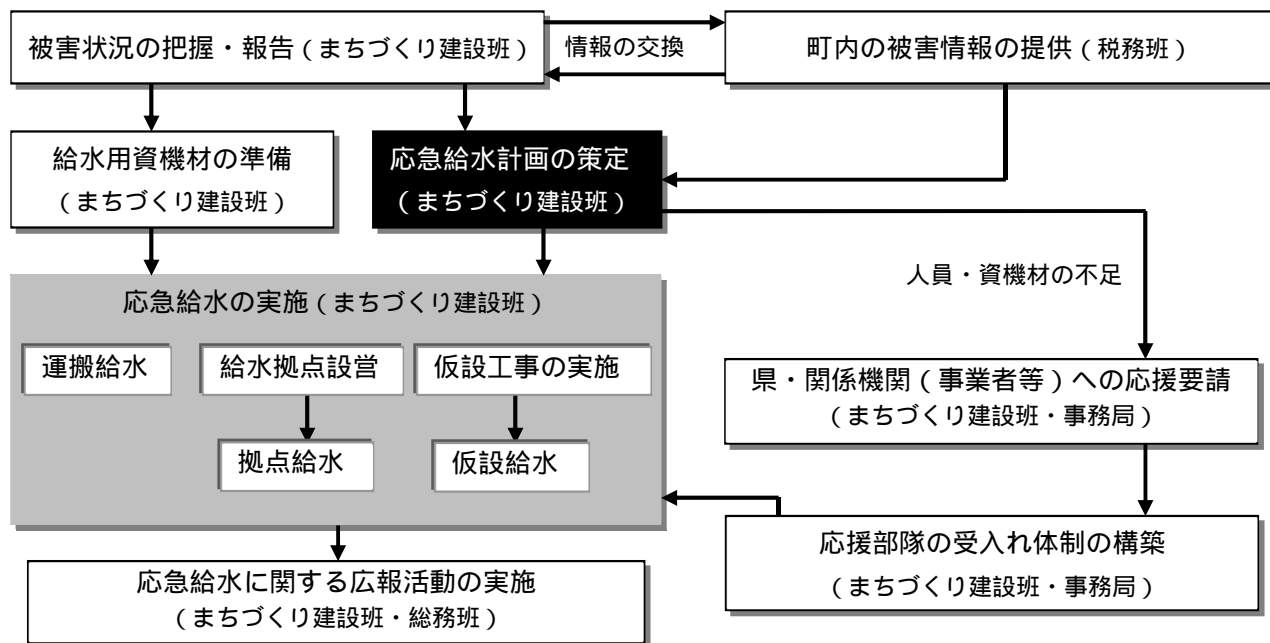 被害状況の把握・報告（まちづくり建設班）
情報の交換
町内の被害情報の提供（税務班）
給水用資機材の準備
（まちづくり建設班）
応急給水計画の策定
（まちづくり建設班）
人員・資機材の不足
応急給水の実施（まちづくり建設班）
運搬給水
給水拠点設営
仮設工事の実施
拠点給水
仮設給水
県・関係機関（事業者等）への応援要請
（まちづくり建設班・事務局）
応援部隊の受入れ体制の構築
（まちづくり建設班・事務局）
応急給水に関する広報活動の実施
（まちづくり建設班・総務班）